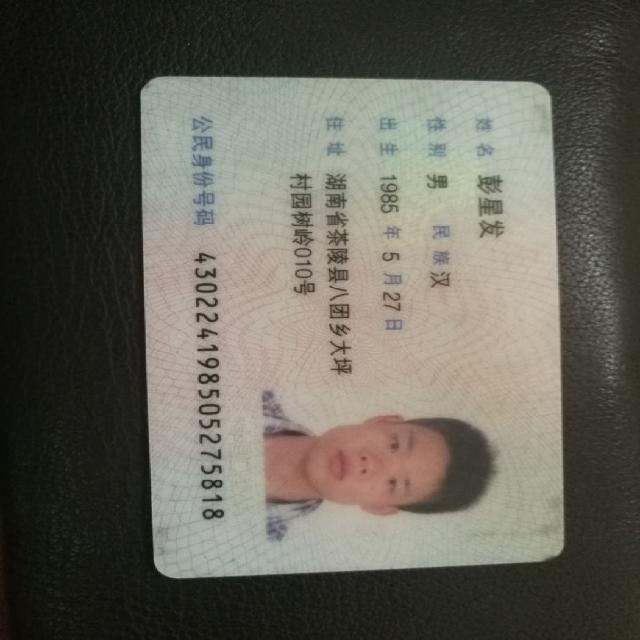 姓名 彭星发
性别 男 民族 汉
出生 1985 年 5 月 27 日
住址 湖南省茶陵县八团乡大坪
村园树岭010号
公民身份号码 430224198505275818